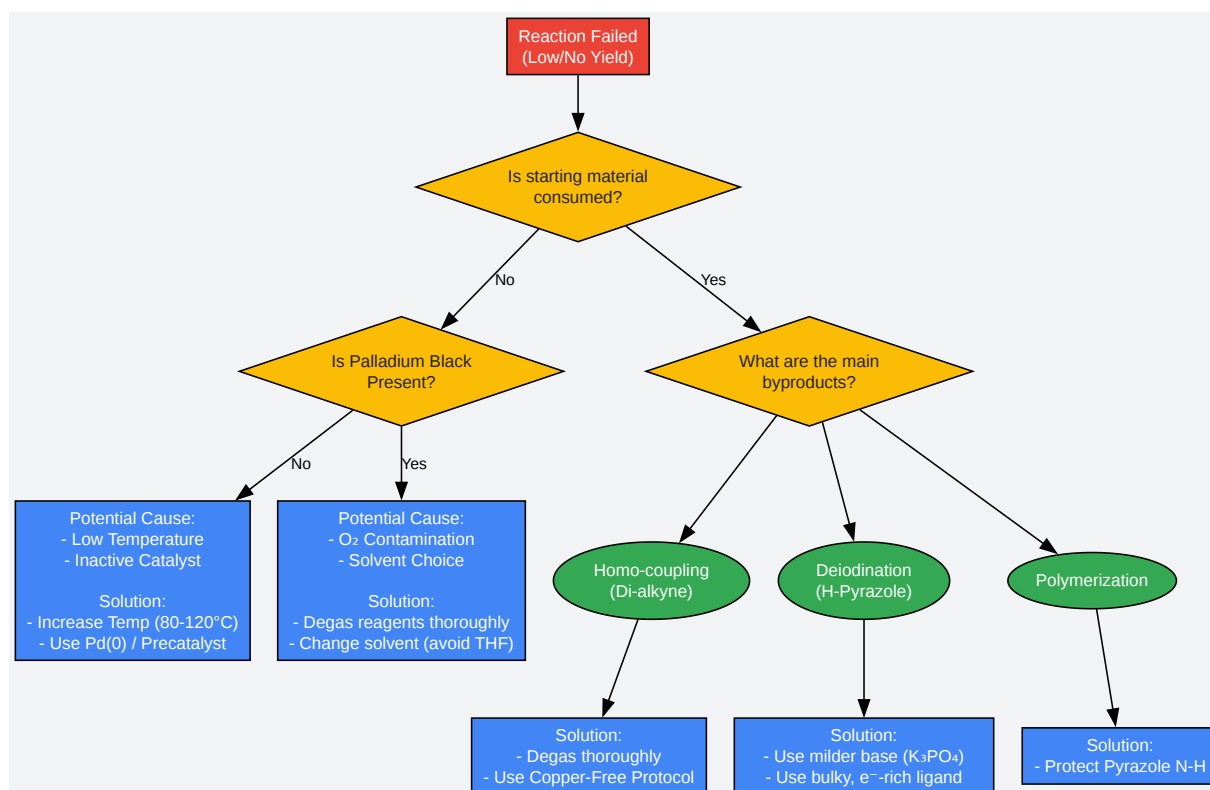 Reaction Failed
(Low/No Yield)
Is starting material
consumed?
No
Yes
Is Palladium Black
Present?
What are the main
byproducts?
No
Yes
Potential Cause:
- Low Temperature
- Inactive Catalyst
Solution:
- Increase Temp (80-120°C)
- Use Pd(0) / Precatalyst
Potential Cause:
- O₂ Contamination
- Solvent Choice
Solution:
- Degas reagents thoroughly
- Change solvent (avoid THF)
Homo-coupling
(Di-alkyne)
Deiodination
(H-Pyrazole)
Polymerization
Solution:
- Degas thoroughly
- Use Copper-Free Protocol
Solution:
- Use milder base (K₃PO₄)
- Use bulky, e⁻-rich ligand
Solution:
- Protect Pyrazole N-H